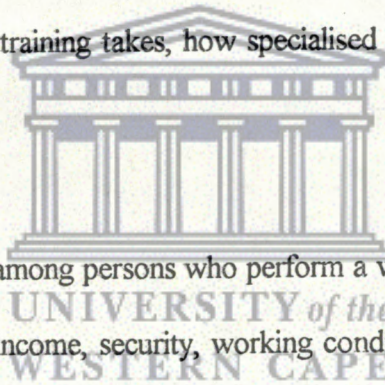 training takes, how specialised
among persons who perform a
UNIVERSITY of the
income, security, working cond
WESTERN CAPE